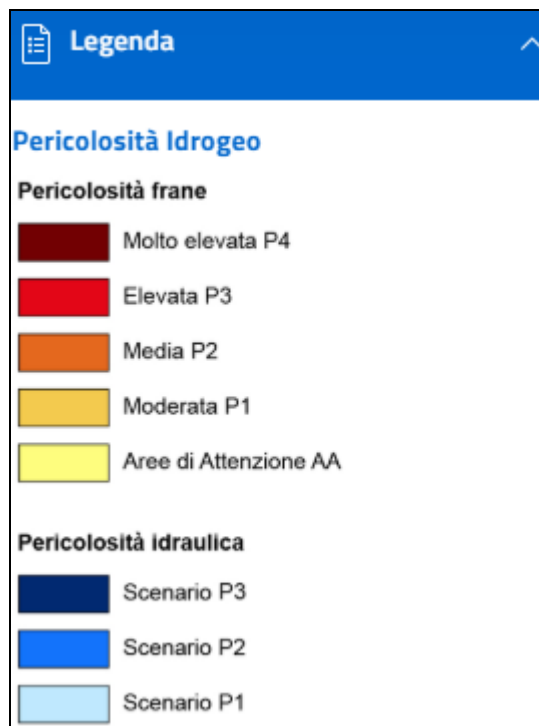 Legenda
Pericolosità Idrogeo
Pericolosità frane
Molto elevata P4
Elevata P3
Media P2
Moderata P1
Aree di Attenzione AA
Pericolosità idraulica
Scenario P3
Scenario P2
Scenario P1